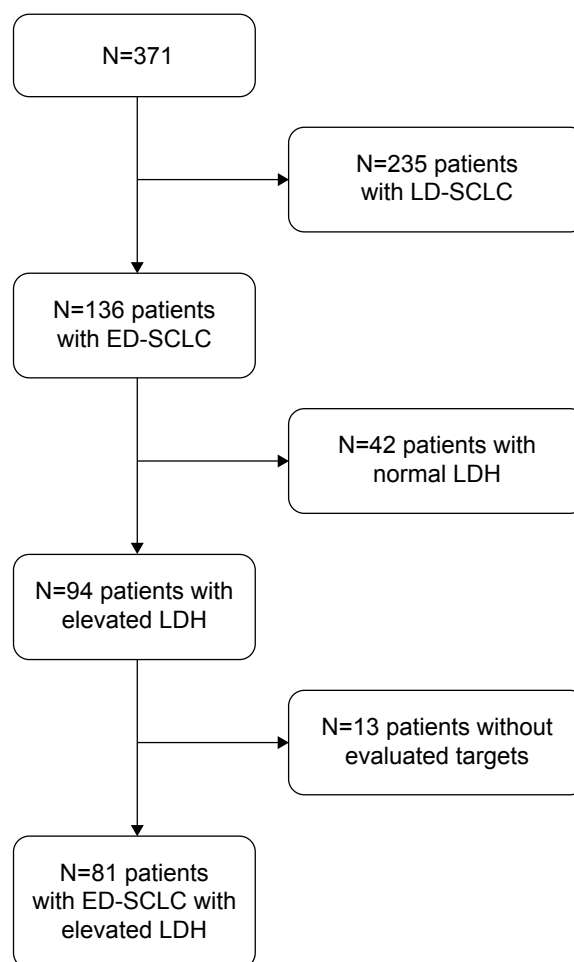 N=371
N=235 patients
with LD-SCLC
N=136 patients
with ED-SCLC
N=42 patients with
normal LDH
N=94 patients with
elevated LDH
N=13 patients without
evaluated targets
N=81 patients
with ED-SCLC with
elevated LDH